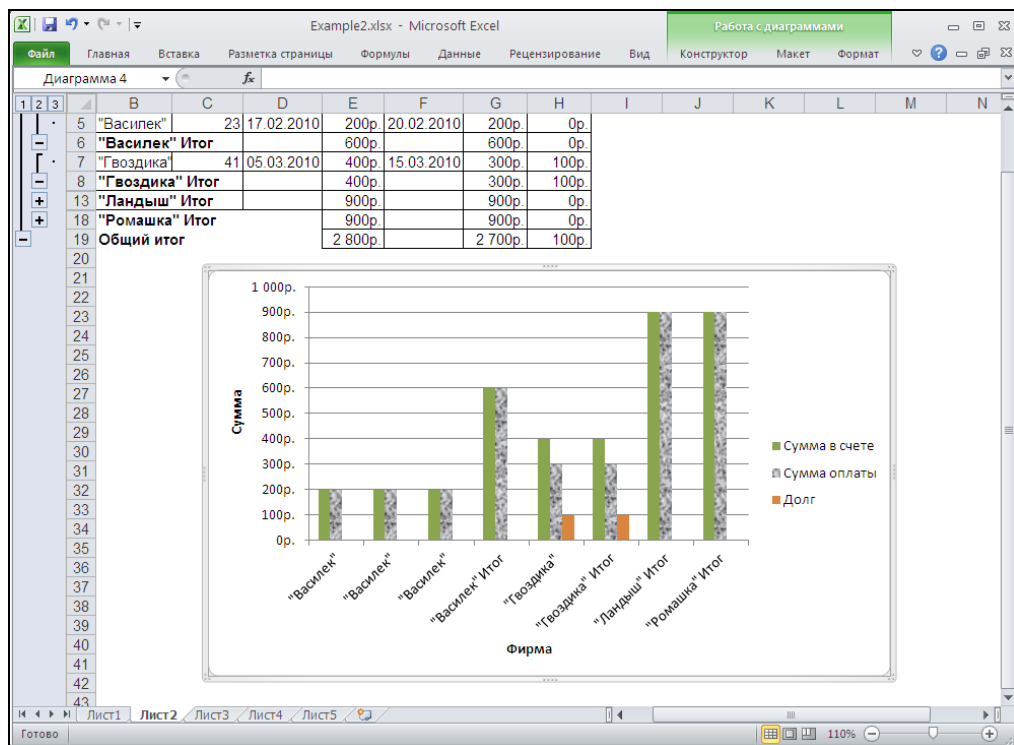 Example2.xlsx - Microsoft Excel
Работа с диаграммами
Файл Главная Вставка Разметка страницы Формулы Данные Рецензирование Вид Конструктор Макет Формат
Диаграмма 4 fx
1 2 3 B C D E F G H I J K L M N
5 "Василек" 23 17.02.2010 200р. 20.02.2010 200р. 0р.
6 "Василек" Итог 600р. 600р. 0р.
7 "Гвоздика" 41 05.03.2010 400р. 15.03.2010 300р. 100р.
8 "Гвоздика" Итог 400р. 300р. 100р.
13 "Ландыш" Итог 900р. 900р. 0р.
18 "Ромашка" Итог 900р. 900р. 0р.
19 Общий итог 2 800р. 2 700р. 100р.
20
21
22
23
24
25
26
27
28
29
30
31
32
33
34
35
36
37
38
39
40
41
42
43
1 000р.
900р.
800р.
700р.
600р.
500р.
400р.
300р.
200р.
100р.
0р.
Сумма
"Василек"
"Василек"
"Василек"
"Василек" Итог
"Гвоздика"
"Гвоздика" Итог
"Ландыш" Итог
"Ромашка" Итог
Фирма
Сумма в счете
Сумма оплаты
Долг
Лист1 Лист2 Лист3 Лист4 Лист5
Готово 110%